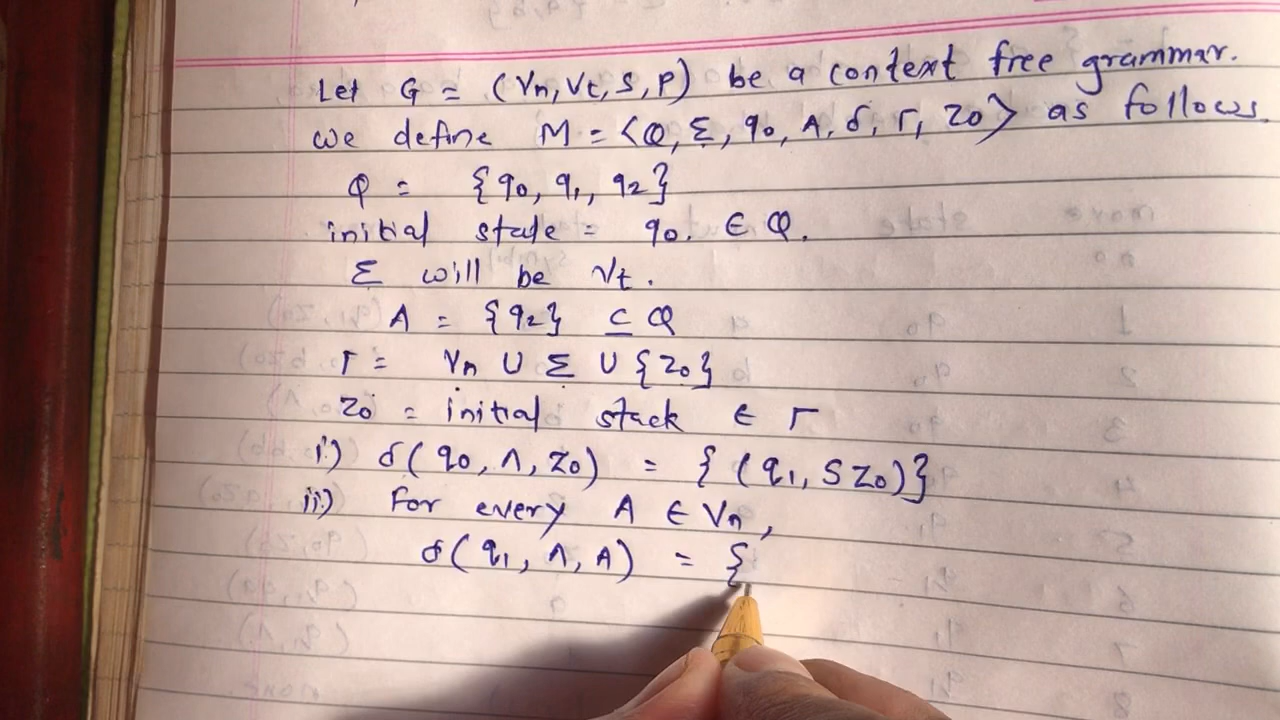 Let G = (Vn, Vt, S, P) be a context free grammar.
we define M = <Q, Σ, q0, A, δ, Γ, Z0> as follows.
Q = {q0, q1, q2}
initial state = q0. ∈ Q.
Σ will be Vt.
A = {q2} ⊆ Q
Γ = Vn ∪ Σ ∪ {Z0}
Z0 = initial stack ∈ Γ
i) δ(q0, Λ, Z0) = {(q1, SZ0)}
ii) For every A ∈ Vn,
δ(q1, Λ, A) = {